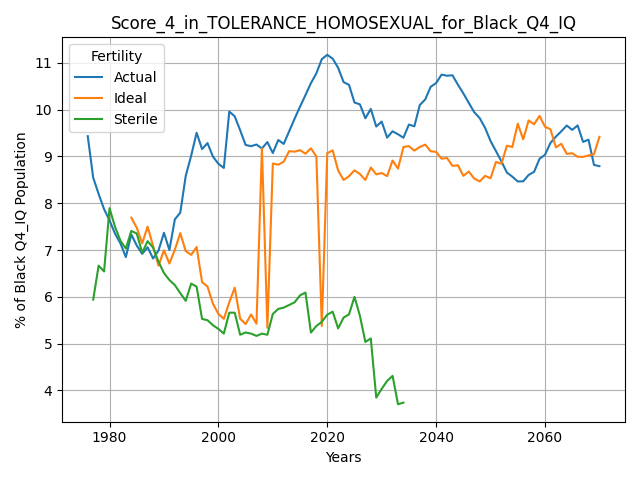 Score_4_in_TOLERANCE_HOMOSEXUAL_for_Black_Q4_IQ
Fertility
Actual
Ideal
Sterile
% of Black Q4_IQ Population
11
10
9
8
7
6
5
4
1980 2000 2020 2040 2060
Years